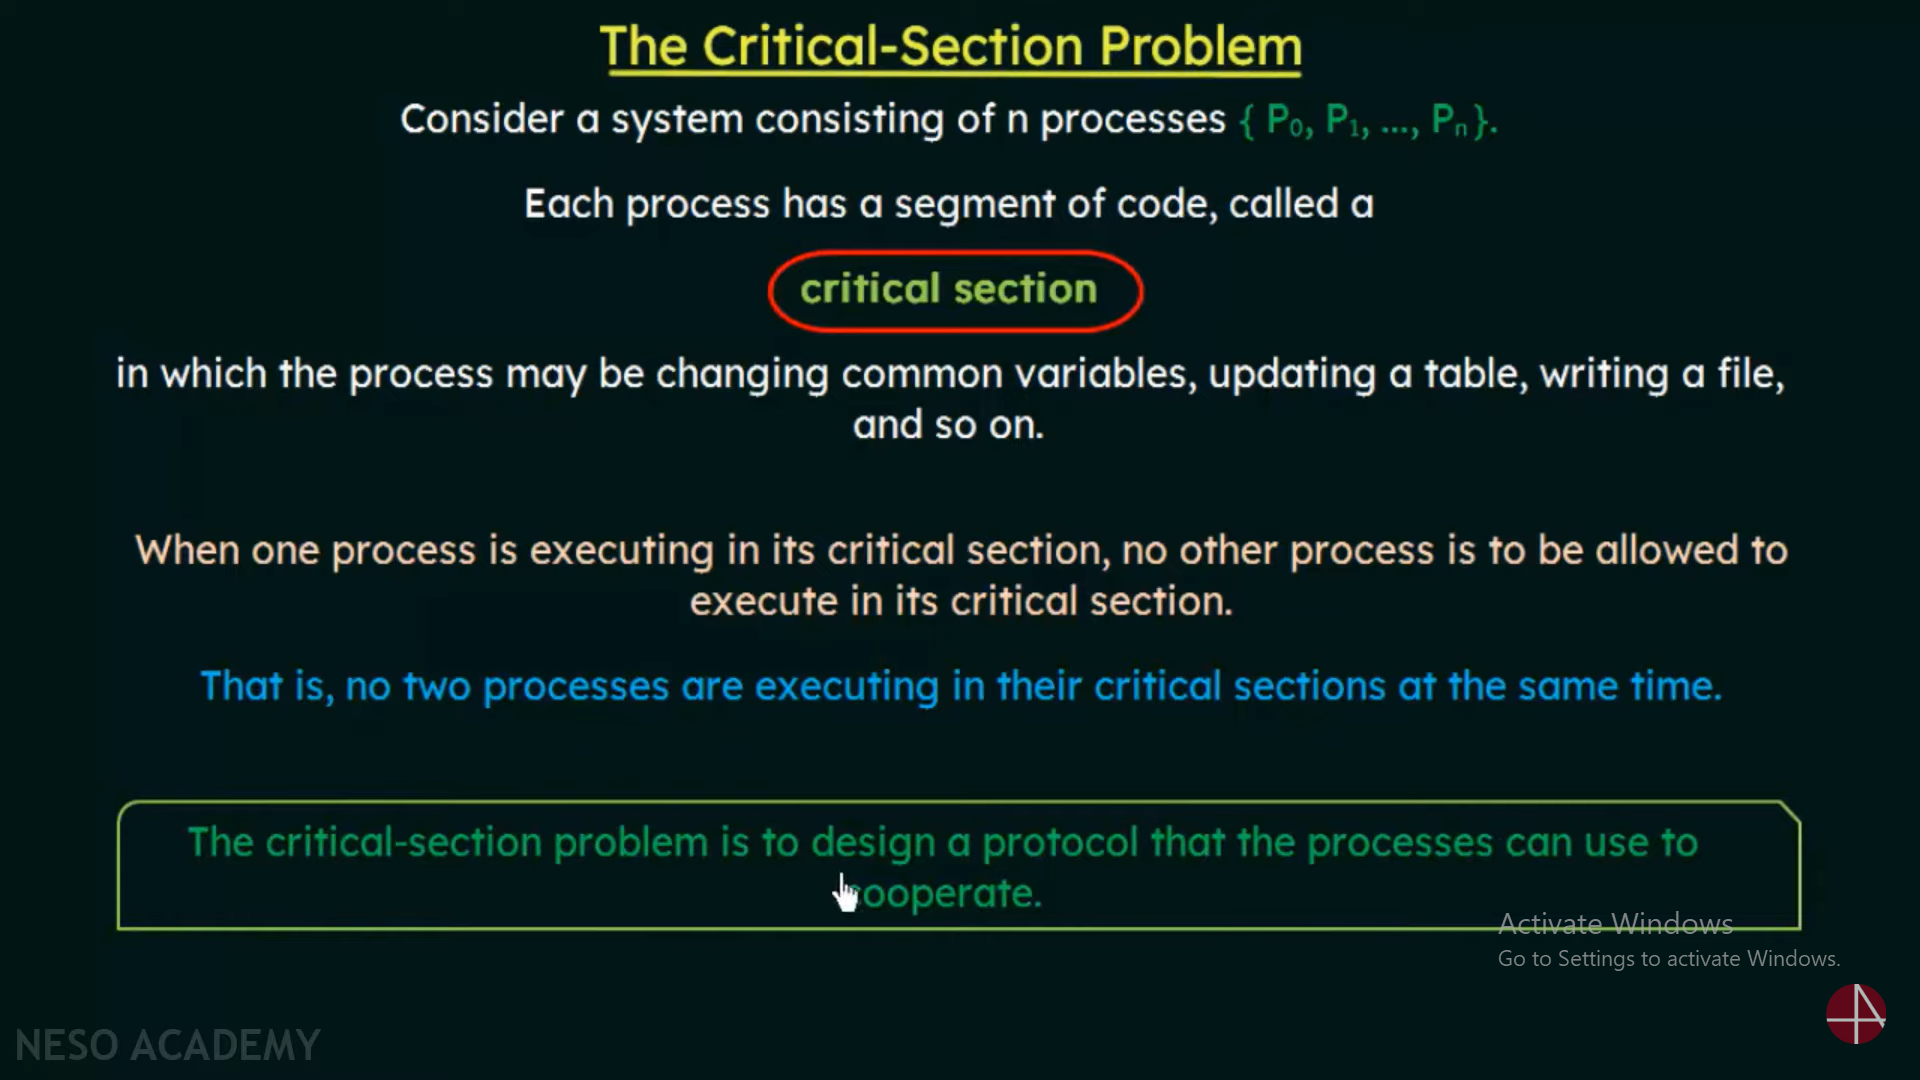 The Critical-Section Problem
Consider a system consisting of n processes { P₀, P₁, ..., Pₙ }.
Each process has a segment of code, called a
critical section
in which the process may be changing common variables, updating a table, writing a file,
and so on.
When one process is executing in its critical section, no other process is to be allowed to
execute in its critical section.
That is, no two processes are executing in their critical sections at the same time.
The critical-section problem is to design a protocol that the processes can use to
cooperate.
Activate Windows
Go to Settings to activate Windows.
NESO ACADEMY